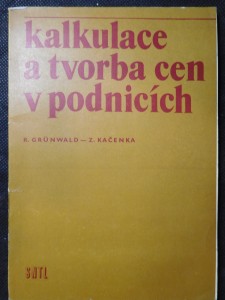 kalkulace
a tvorba cen
v podnicích
R. GRÜNWALD — Z. KAČENKA
SNTL